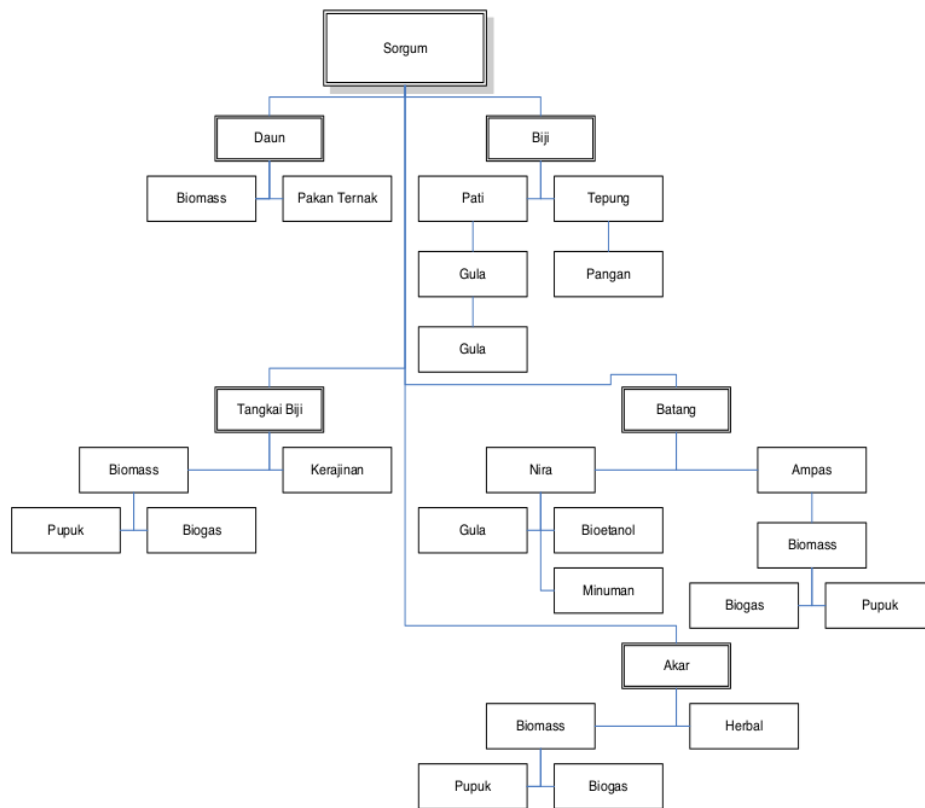 Sorgum
Daun
Biji
Biomass
Pakan Ternak
Pati
Tepung
Gula
Pangan
Gula
Tangkai Biji
Batang
Biomass
Kerajinan
Nira
Ampas
Pupuk
Biogas
Gula
Bioetanol
Biomass
Minuman
Biogas
Pupuk
Akar
Biomass
Herbal
Pupuk
Biogas